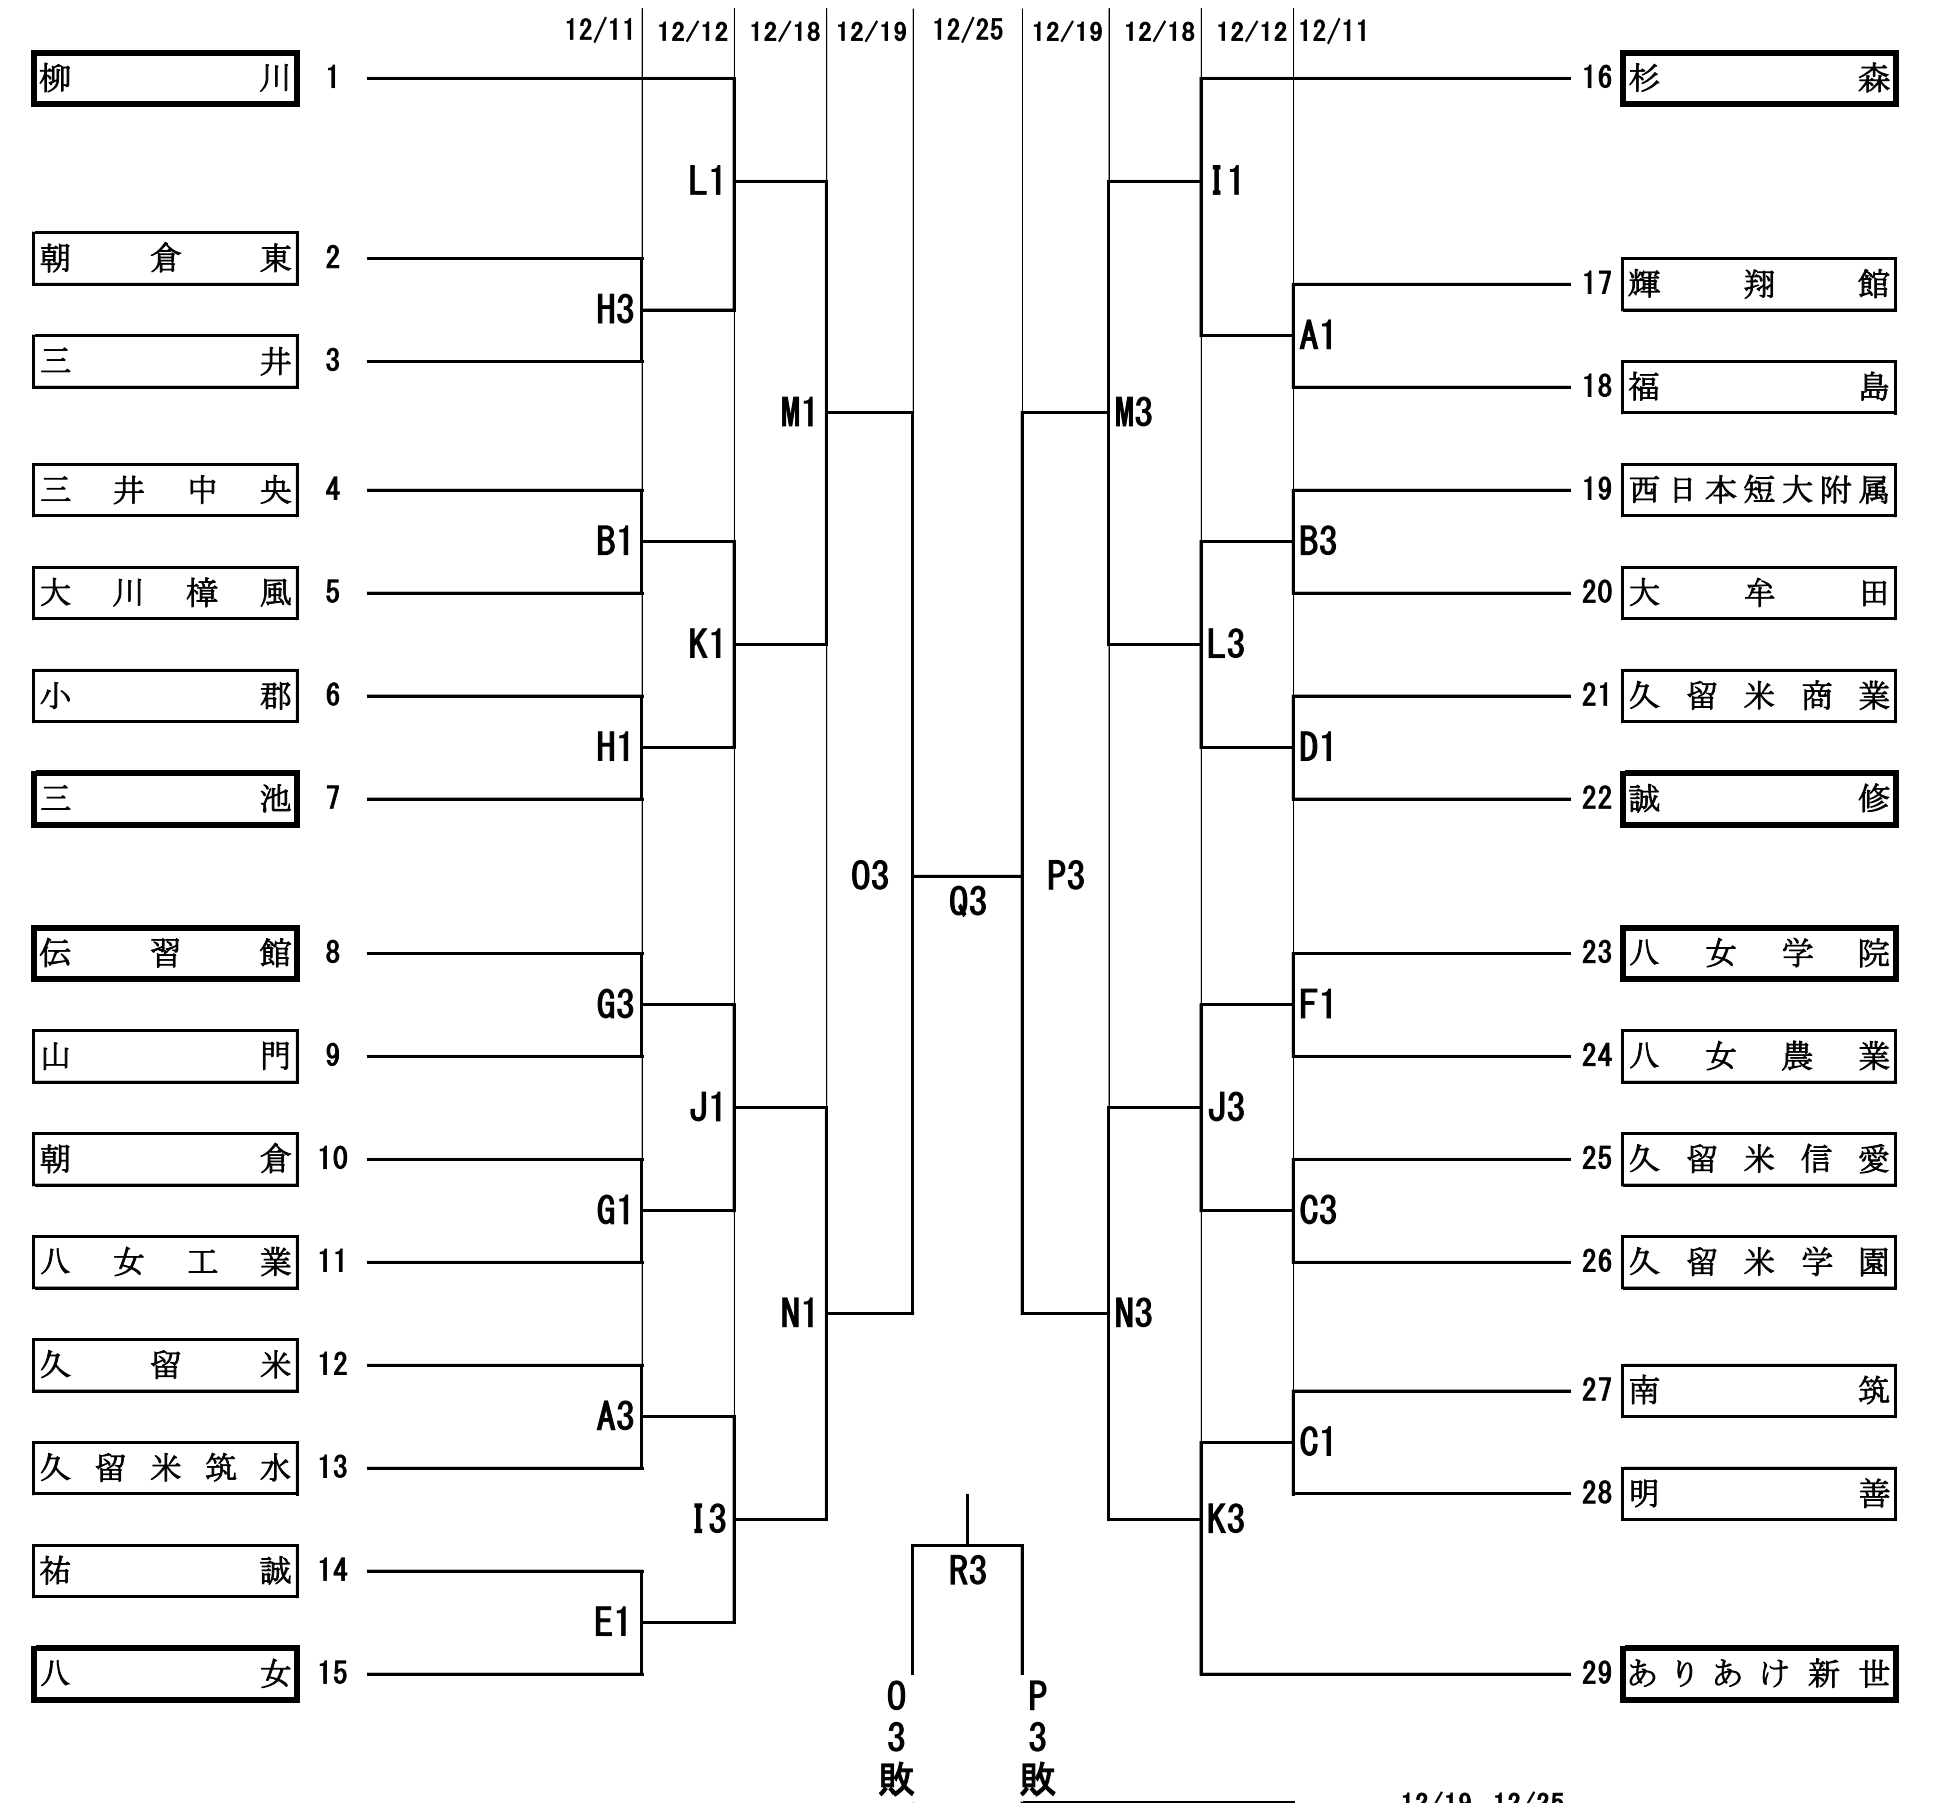 12/11 12/12 12/18 12/19 12/25 12/19 12/18 12/12 12/11
柳川 1 16 杉森
L1 I1
朝倉東 2 17 輝翔館
H3 A1
三井 3 18 福島
M1 M3
三井中央 4 19 西日本短大附属
B1 B3
大川樟風 5 20 大牟田
K1 L3
小郡 6 21 久留米商業
H1 D1
三池 7 22 誠修
O3 Q3 P3
伝習館 8 23 八女学院
G3 F1
山門 9 24 八女農業
J1 J3
朝倉 10 25 久留米信愛
G1 C3
八女工業 11 26 久留米学園
N1 N3
久留米 12 27 南筑
A3 C1
久留米筑水 13 28 明善
I3 K3
祐誠 14 R3
E1
八女 15 29 ありあけ新世
O3敗 P3敗
12/19 12/25